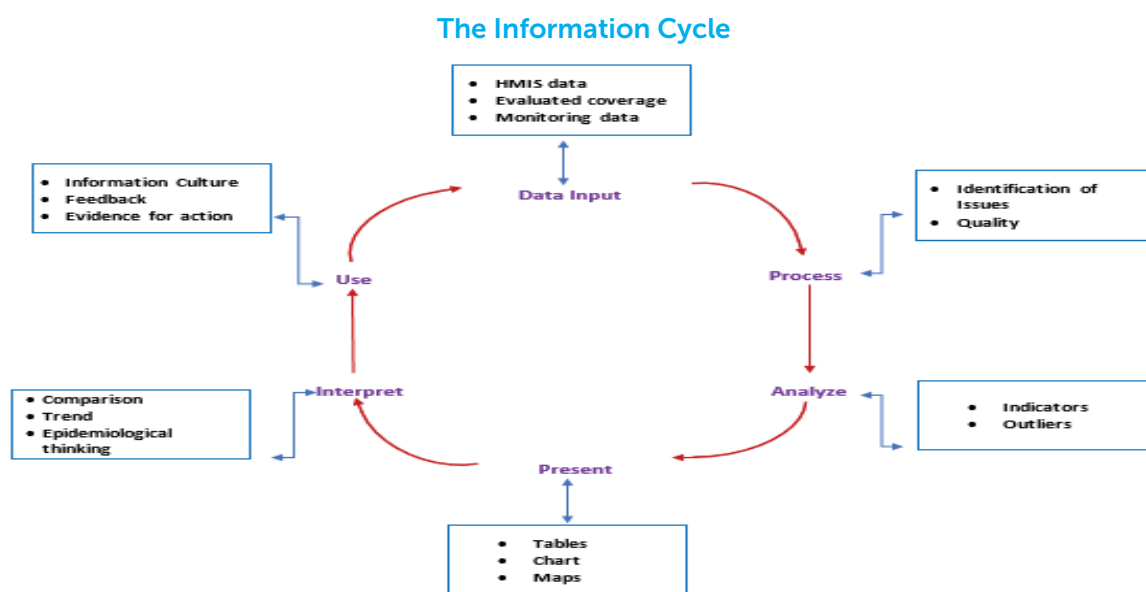 The Information Cycle
• HMIS data
• Evaluated coverage
• Monitoring data
• Information Culture
• Feedback
• Evidence for action
Data Input
• Identification of
Issues
• Quality
Use
Process
Interpret
Analyze
• Comparison
• Trend
• Epidemiological
thinking
• Indicators
• Outliers
Present
• Tables
• Chart
• Maps